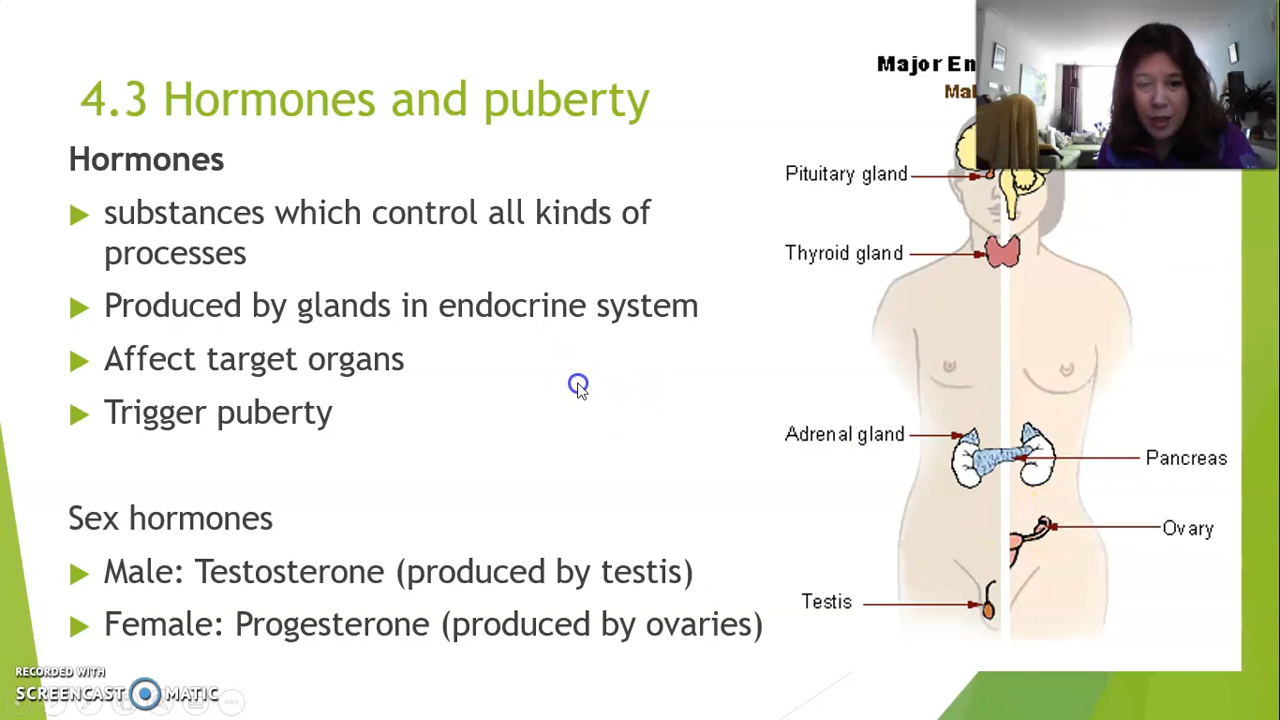 4.3 Hormones and puberty
Hormones
substances which control all kinds of
processes
Produced by glands in endocrine system
Affect target organs
Trigger puberty
Sex hormones
Male: Testosterone (produced by testis)
Female: Progesterone (produced by ovaries)
Major En
Mal
Pituitary gland
Thyroid gland
Adrenal gland
Pancreas
Ovary
Testis
RECORDED WITH
SCREENCAST MATIC